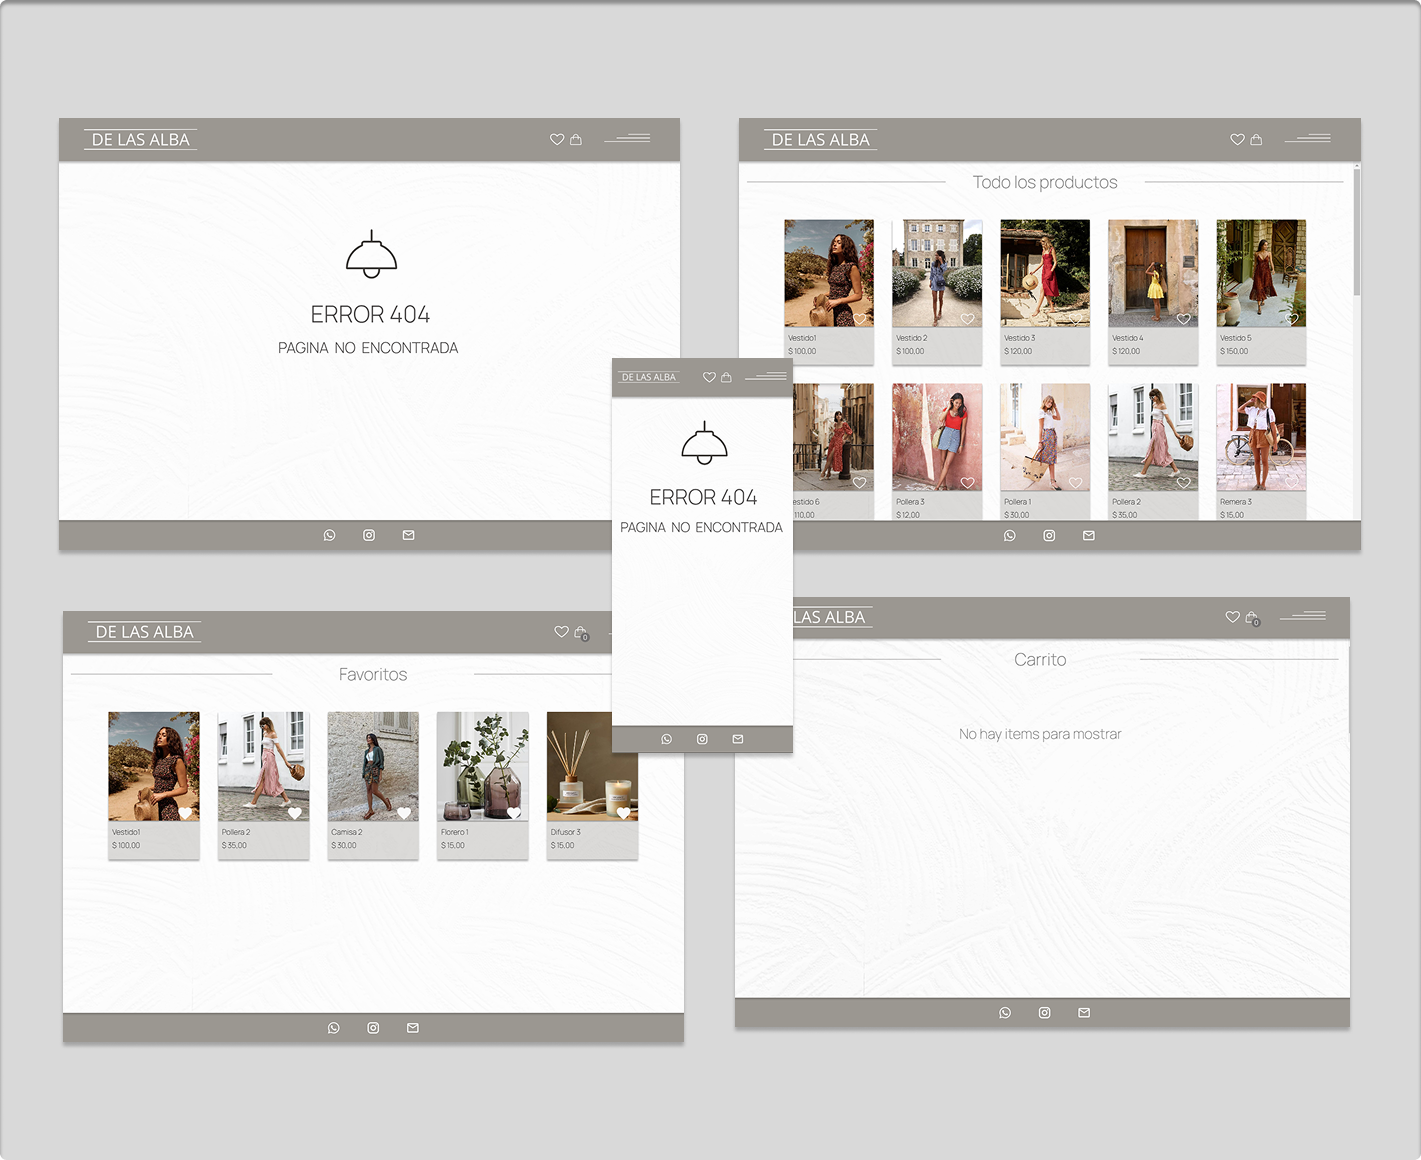 DE LAS ALBA
ERROR 404
PAGINA NO ENCONTRADA
DE LAS ALBA
Todo los productos
Vestido1
$ 100,00
Vestido 2
$ 100,00
Vestido 3
$ 120,00
Vestido 4
$ 120,00
Vestido 5
$ 150,00
estido 6
110,00
Pollera 3
$ 12,00
Pollera 1
$ 30,00
Pollera 2
$ 35,00
Remera 3
$ 15,00
DE LAS ALBA
ERROR 404
PAGINA NO ENCONTRADA
DE LAS ALBA
0
Favoritos
Vestido1
$ 100,00
Pollera 2
$ 35,00
Camisa 2
$ 30,00
Florero 1
$ 15,00
Difusor 3
$ 15,00
LAS ALBA
0
Carrito
No hay items para mostrar